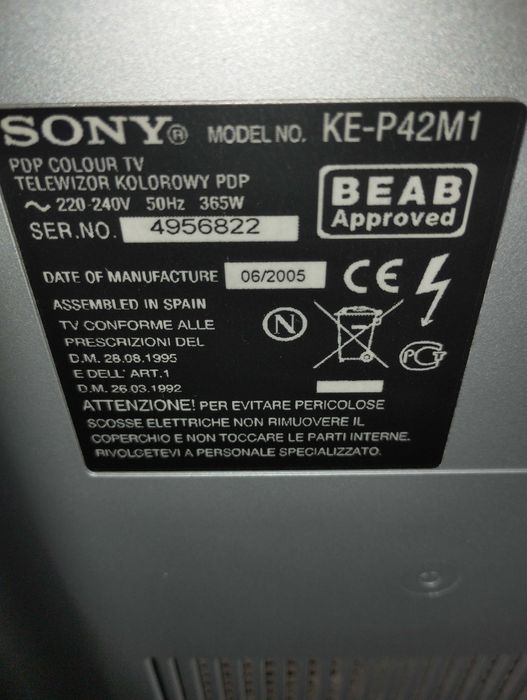 SONY® MODEL NO. KE-P42M1
PDP COLOUR TV
TELEWIZOR KOLOROWY PDP
~ 220-240V 50Hz 365W
SER.NO. 4956822
BEAB
Approved
DATE OF MANUFACTURE 06/2005
CE
ASSEMBLED IN SPAIN
N
TV CONFORME ALLE
PRESCRIZIONI DEL
D.M. 28.08.1995
E DELL' ART.1
D.M. 26.03.1992
ATTENZIONE! PER EVITARE PERICOLOSE
SCOSSE ELETTRICHE NON RIMUOVERE IL
COPERCHIO E NON TOCCARE LE PARTI INTERNE.
RIVOLGETEVI A PERSONALE SPECIALIZZATO.